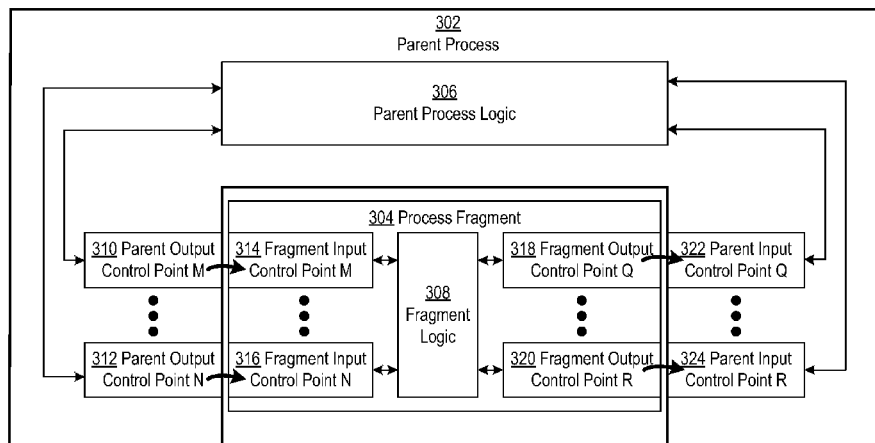 302
Parent Process
306
Parent Process Logic
304 Process Fragment
310 Parent Output
Control Point M
314 Fragment Input
Control Point M
308
Fragment
Logic
318 Fragment Output
Control Point Q
322 Parent Input
Control Point Q
312 Parent Output
Control Point N
316 Fragment Input
Control Point N
320 Fragment Output
Control Point R
324 Parent Input
Control Point R